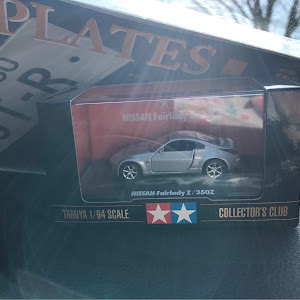 PLATES
NISSAN Fairlady Z
NISSAN Fairlady Z/350Z
TAMIYA 1/64 SCALE
COLLECTOR'S CLUB